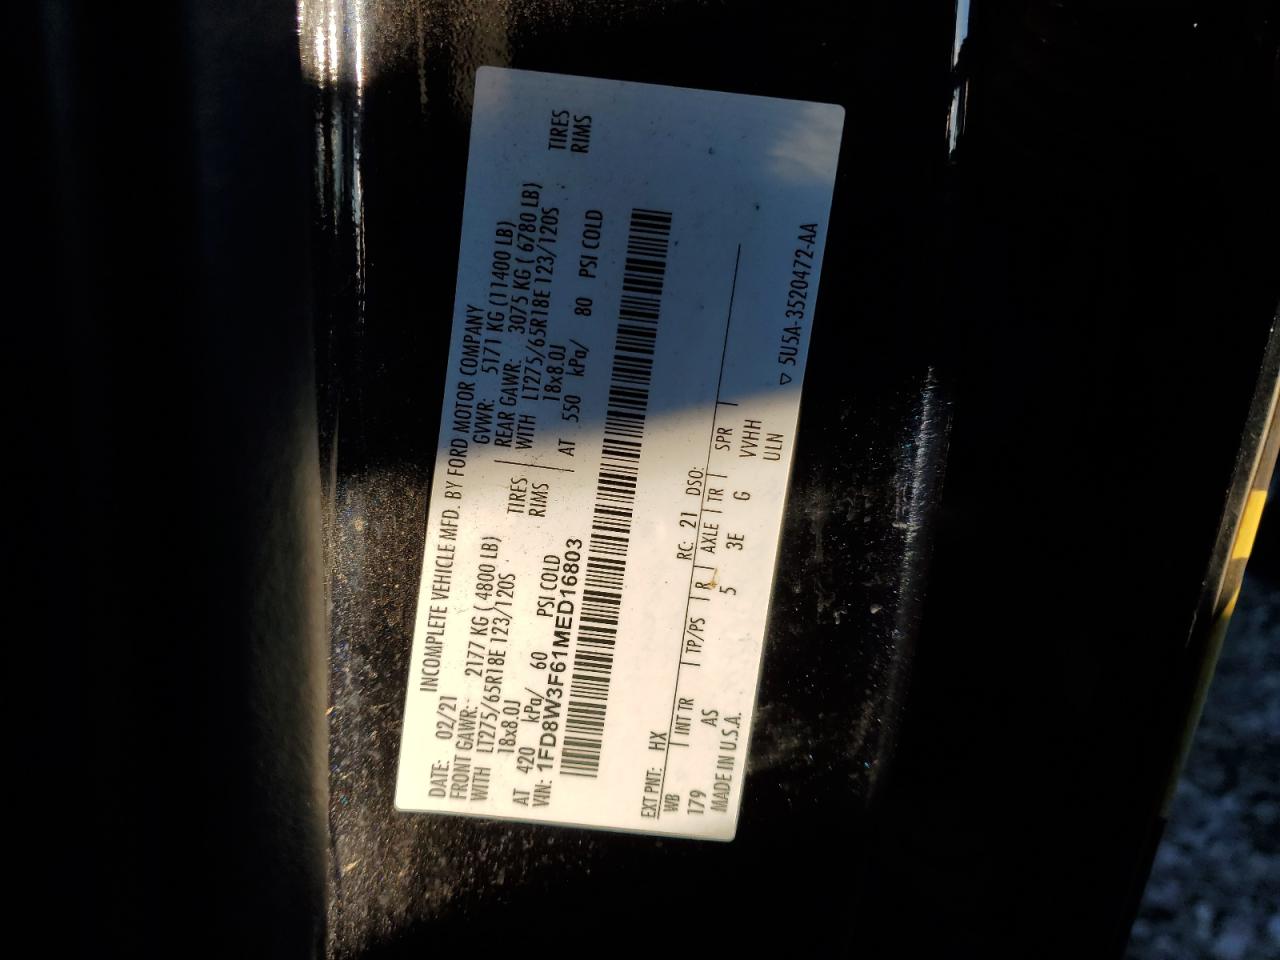 INCOMPLETE VEHICLE MFD. BY FORD MOTOR COMPANY
DATE: 02/21 GVWR: 5171 KG (11400 LB)
FRONT GAWR: 2177 KG ( 4800 LB) REAR GAWR: 3075 KG ( 6780 LB)
WITH LT275/65R18E 123/120S TIRES WITH LT275/65R18E 123/120S TIRES
18x8.0J RIMS 18x8.0J RIMS
AT 420 kPa/ 60 PSI COLD AT 550 kPa/ 80 PSI COLD
VIN: 1FD8W3F61MED16803
EXT PNT: HX RC: 21 DSO:
WB INT TR TP/PS R AXLE TR SPR
179 AS 5 3E G VVHH
MADE IN U.S.A. ULN
▽ 5U5A-3520472-AA